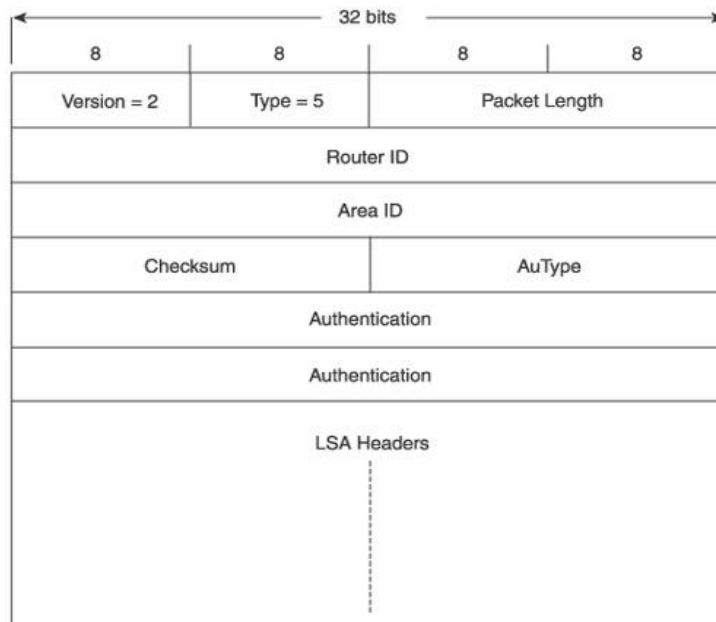 32 bits
8 8 8 8
Version = 2 Type = 5 Packet Length
Router ID
Area ID
Checksum AuType
Authentication
Authentication
LSA Headers